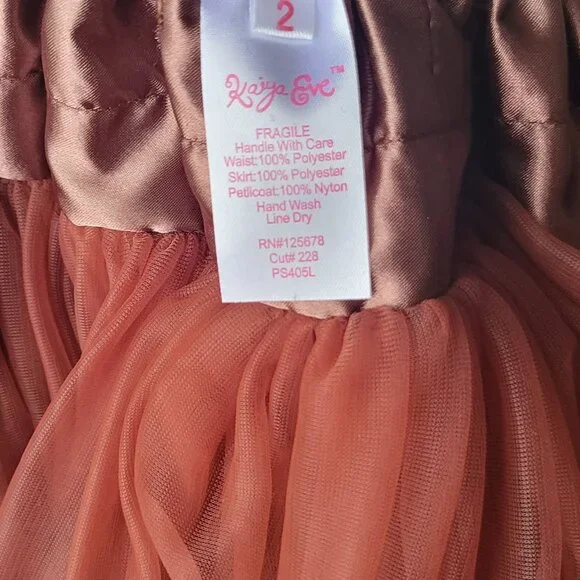 2
Kaiya Eve™
FRAGILE
Handle With Care
Waist:100% Polyester
Skirt:100% Polyester
Petticoat:100% Nylon
Hand Wash
Line Dry
RN#125678
Cut# 228
PS405L